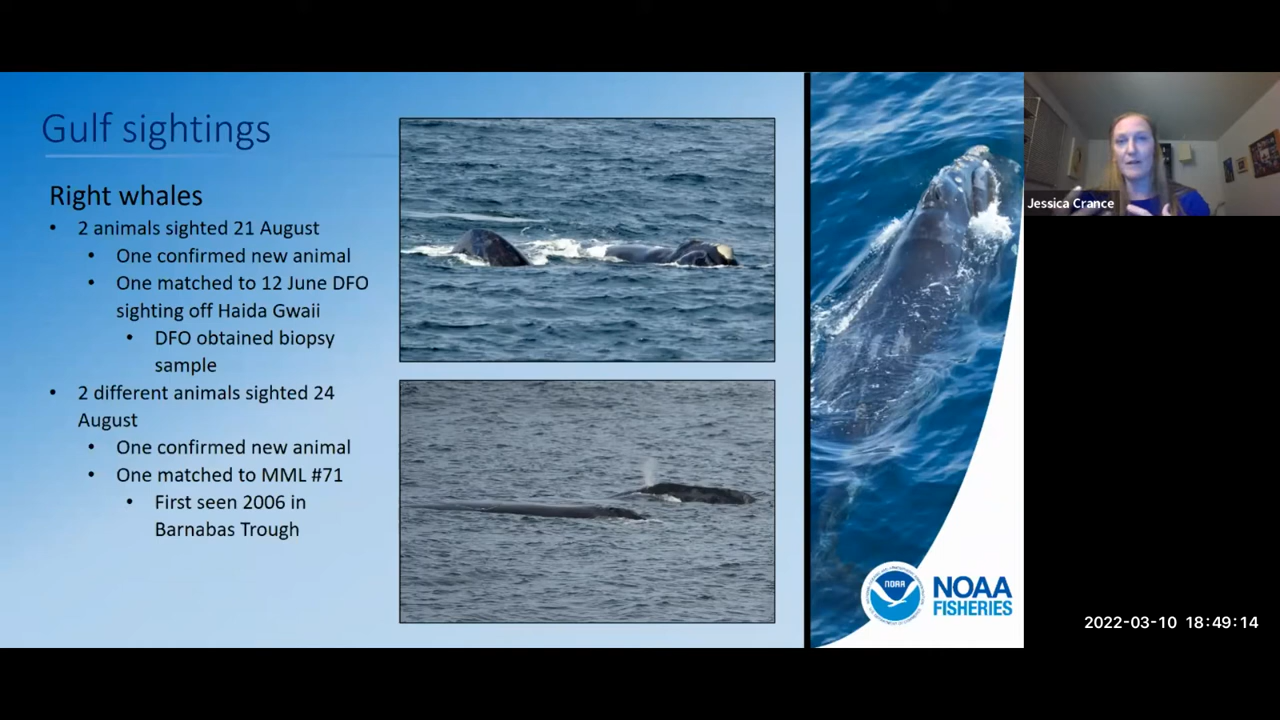 Gulf sightings
Right whales
• 2 animals sighted 21 August
• One confirmed new animal
• One matched to 12 June DFO
sighting off Haida Gwaii
• DFO obtained biopsy
sample
• 2 different animals sighted 24
August
• One confirmed new animal
• One matched to MML #71
• First seen 2006 in
Barnabas Trough
NOAA
NOAA
FISHERIES
Jessica Crance
2022-03-10 18:49:14